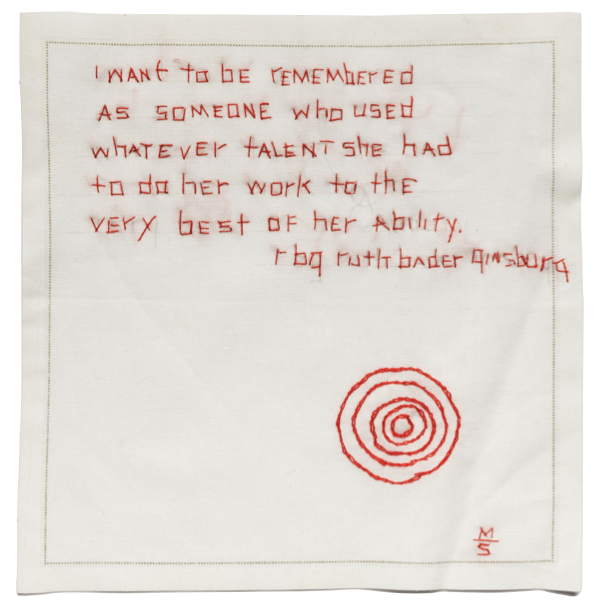 I WANt to bE rEMEMbErEd
AS SOMEONE who usEd
whATEVEr tALENT shE hAd
to do hEr work to thE
VErY bEst OF hEr AbiLity.
rbg ruth bAdEr ginsburg
M
S